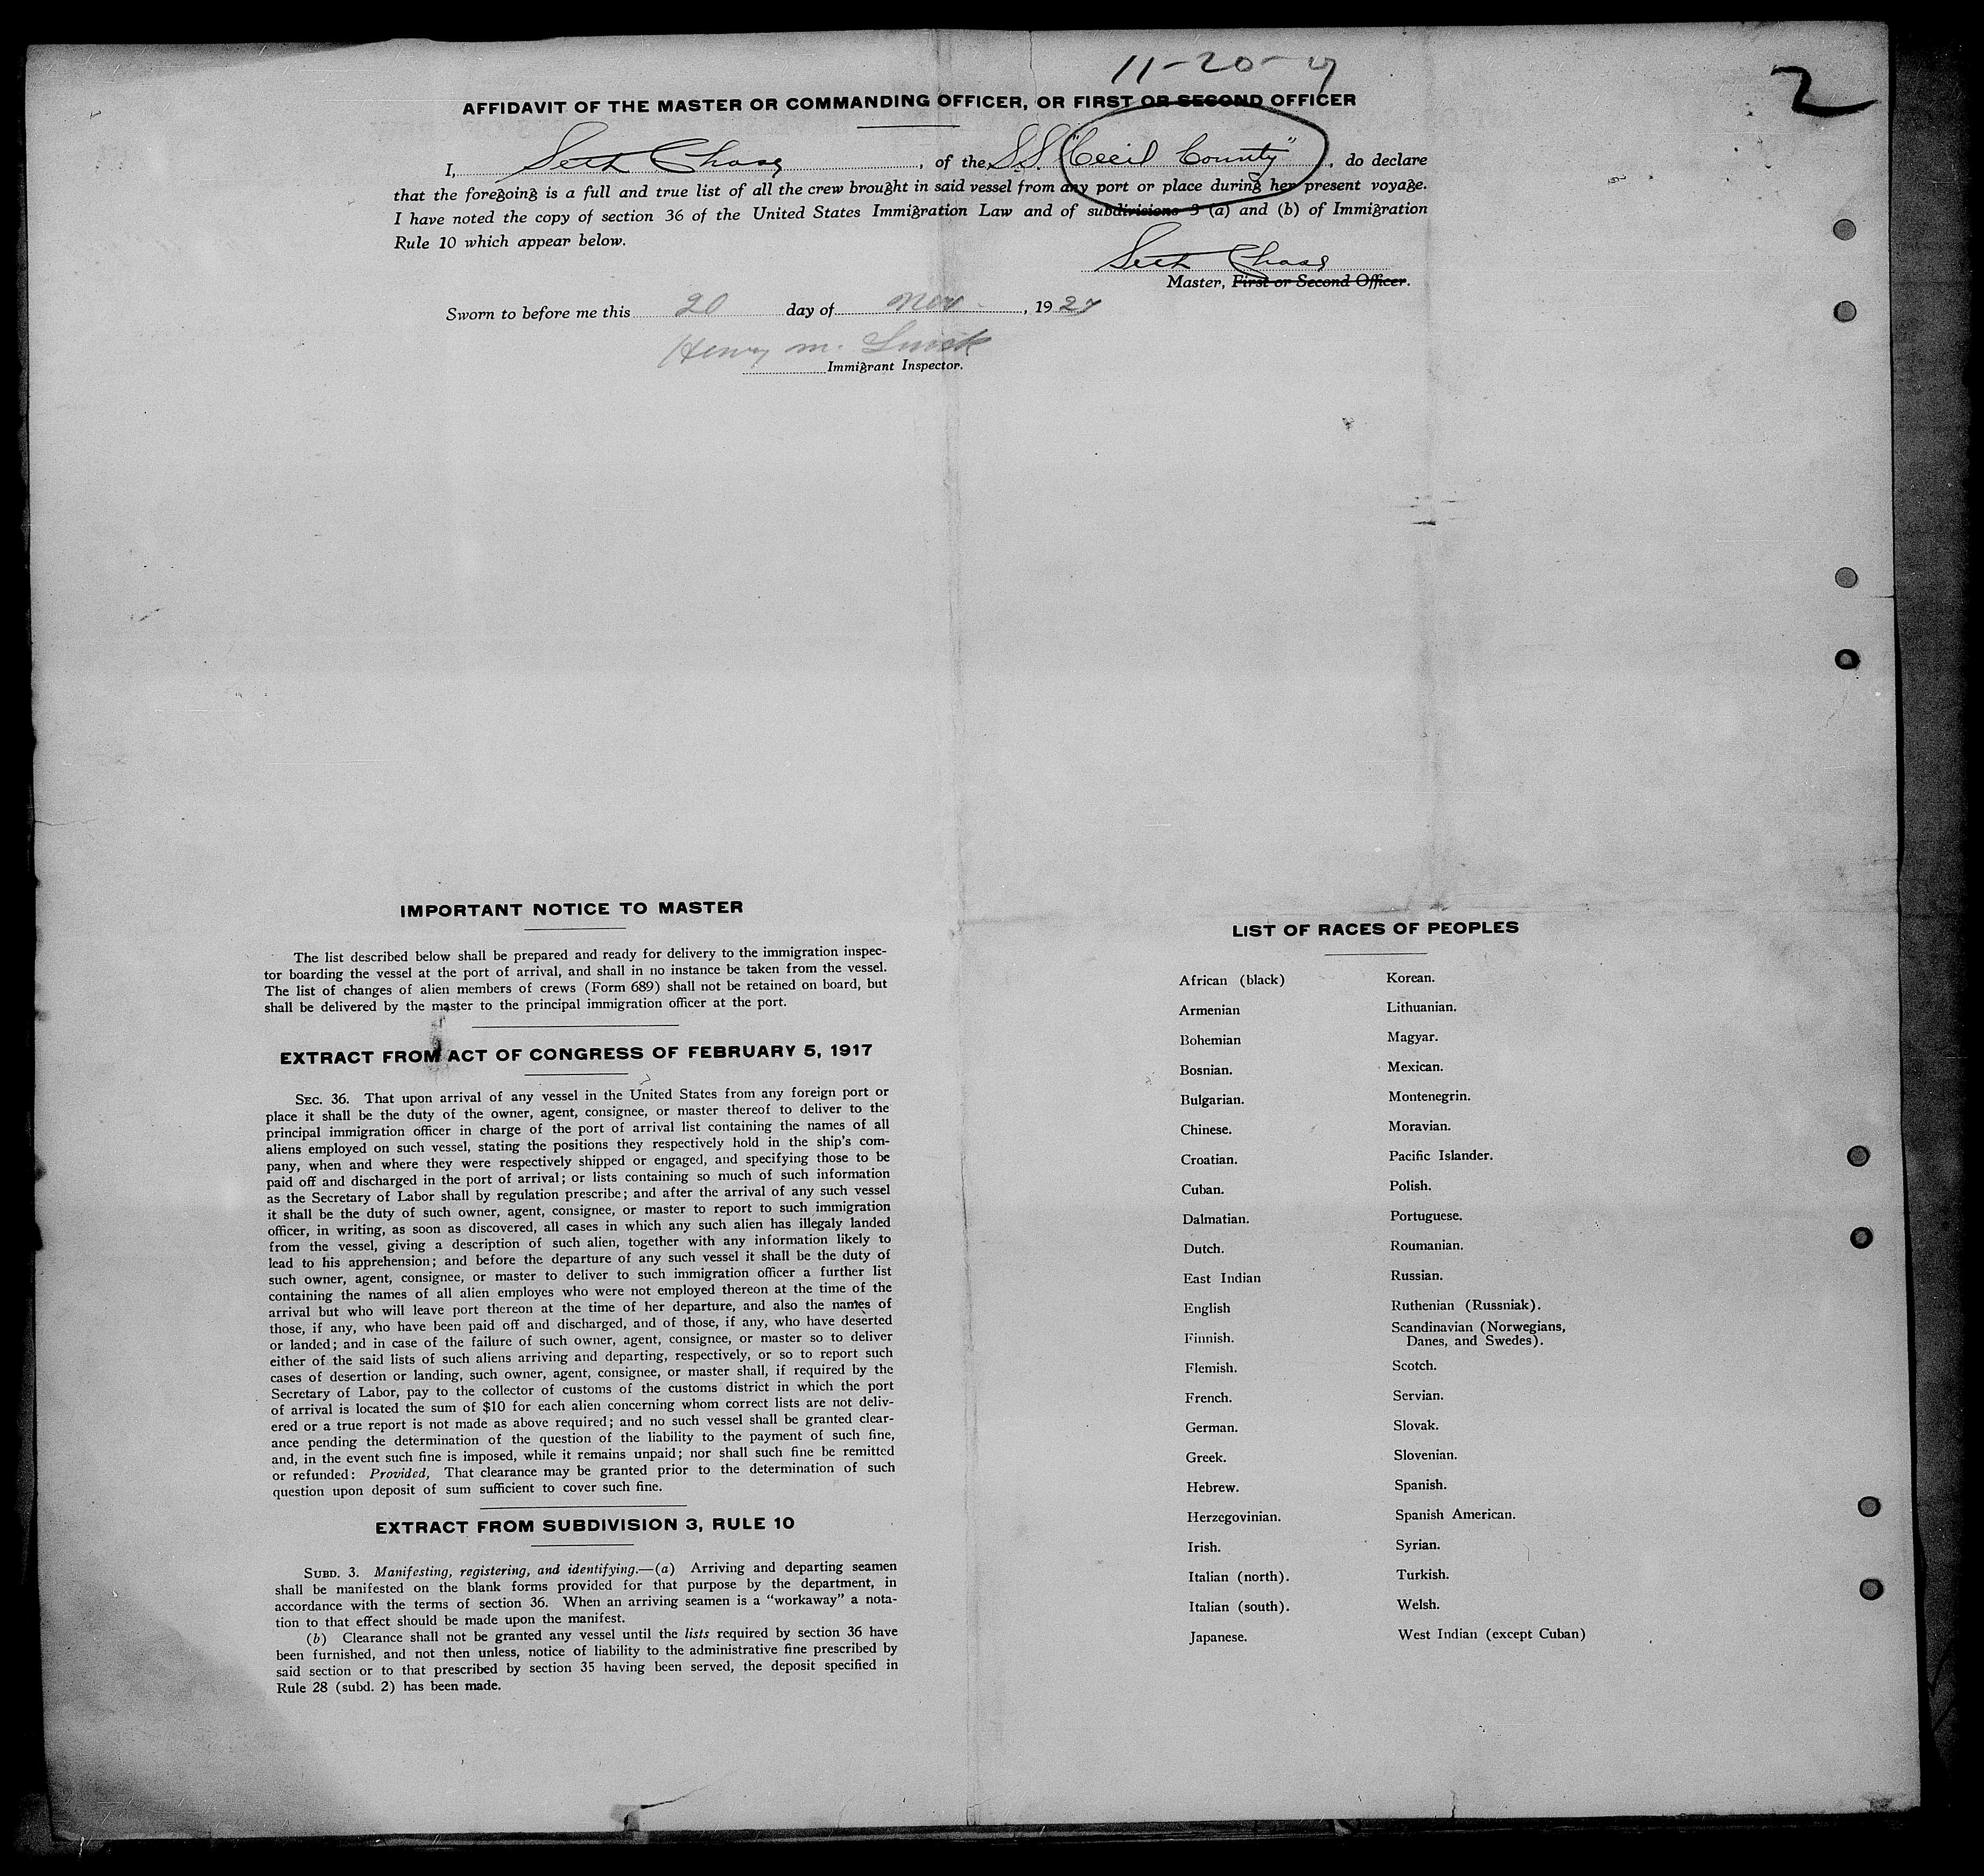 11-20-27
2
AFFIDAVIT OF THE MASTER OR COMMANDING OFFICER, OR FIRST OR SECOND OFFICER
I, Seth Chase, of the S.S. "Cecil County", do declare
that the foregoing is a full and true list of all the crew brought in said vessel from any port or place during her present voyage.
I have noted the copy of section 36 of the United States Immigration Law and of subdivisions 3 (a) and (b) of Immigration
Rule 10 which appear below.
Seth Chase
Master, First or Second Officer.
Sworn to before me this 20 day of Nov, 1927
Henry M.
Immigrant Inspector.
IMPORTANT NOTICE TO MASTER
The list described below shall be prepared and ready for delivery to the immigration inspec-
tor boarding the vessel at the port of arrival, and shall in no instance be taken from the vessel.
The list of changes of alien members of crews (Form 689) shall not be retained on board, but
shall be delivered by the master to the principal immigration officer at the port.
EXTRACT FROM ACT OF CONGRESS OF FEBRUARY 5, 1917
SEC. 36. That upon arrival of any vessel in the United States from any foreign port or
place it shall be the duty of the owner, agent, consignee, or master thereof to deliver to the
principal immigration officer in charge of the port of arrival list containing the names of all
aliens employed on such vessel, stating the positions they respectively hold in the ship's com-
pany, when and where they were respectively shipped or engaged, and specifying those to be
paid off and discharged in the port of arrival; or lists containing so much of such information
as the Secretary of Labor shall by regulation prescribe; and after the arrival of any such vessel
it shall be the duty of such owner, agent, consignee, or master to report to such immigration
officer, in writing, as soon as discovered, all cases in which any such alien has illegaly landed
from the vessel, giving a description of such alien, together with any information likely to
lead to his apprehension; and before the departure of any such vessel it shall be the duty of
such owner, agent, consignee, or master to deliver to such immigration officer a further list
containing the names of all alien employes who were not employed thereon at the time of the
arrival but who will leave port thereon at the time of her departure, and also the names of
those, if any, who have been paid off and discharged, and of those, if any, who have deserted
or landed; and in case of the failure of such owner, agent, consignee, or master so to deliver
either of the said lists of such aliens arriving and departing, respectively, or so to report such
cases of desertion or landing, such owner, agent, consignee, or master shall, if required by the
Secretary of Labor, pay to the collector of customs of the customs district in which the port
of arrival is located the sum of $10 for each alien concerning whom correct lists are not deliv-
ered or a true report is not made as above required; and no such vessel shall be granted clear-
ance pending the determination of the question of the liability to the payment of such fine,
and, in the event such fine is imposed, while it remains unpaid; nor shall such fine be remitted
or refunded: Provided, That clearance may be granted prior to the determination of such
question upon deposit of sum sufficient to cover such fine.
EXTRACT FROM SUBDIVISION 3, RULE 10
SUBD. 3. Manifesting, registering, and identifying.—(a) Arriving and departing seamen
shall be manifested on the blank forms provided for that purpose by the department, in
accordance with the terms of section 36. When an arriving seamen is a "workaway" a nota-
tion to that effect should be made upon the manifest.
(b) Clearance shall not be granted any vessel until the lists required by section 36 have
been furnished, and not then unless, notice of liability to the administrative fine prescribed by
said section or to that prescribed by section 35 having been served, the deposit specified in
Rule 28 (subd. 2) has been made.
LIST OF RACES OF PEOPLES
African (black)
Armenian
Bohemian
Bosnian.
Bulgarian.
Chinese.
Croatian.
Cuban.
Dalmatian.
Dutch.
East Indian
English
Finnish.
Flemish.
French.
German.
Greek.
Hebrew.
Herzegovinian.
Irish.
Italian (north).
Italian (south).
Japanese.
Korean.
Lithuanian.
Magyar.
Mexican.
Montenegrin.
Moravian.
Pacific Islander.
Polish.
Portuguese.
Roumanian.
Russian.
Ruthenian (Russniak).
Scandinavian (Norwegians,
Danes, and Swedes).
Scotch.
Servian.
Slovak.
Slovenian.
Spanish.
Spanish American.
Syrian.
Turkish.
Welsh.
West Indian (except Cuban)